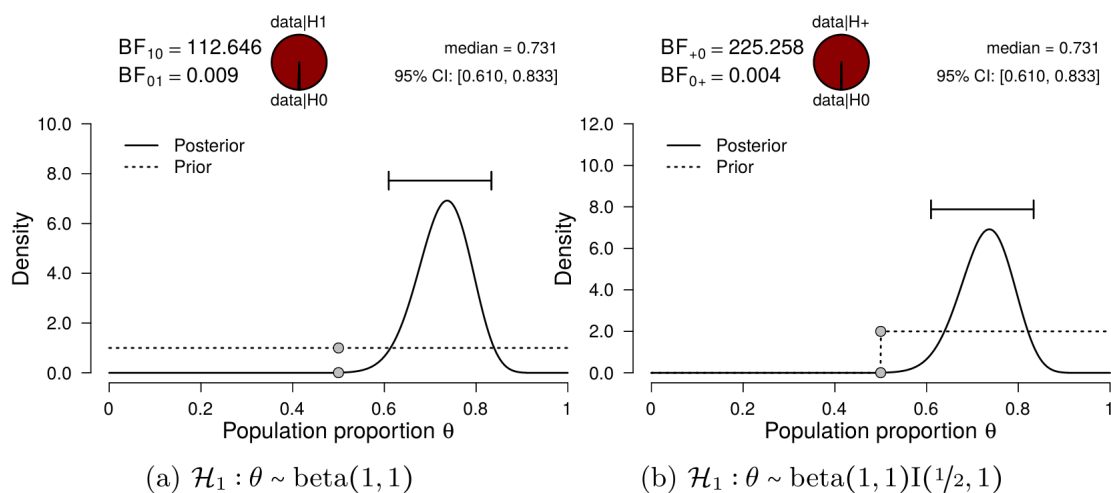 data|H1
BF₁₀ = 112.646
BF₀₁ = 0.009
median = 0.731
95% CI: [0.610, 0.833]
data|H0
10.0
8.0
6.0
4.0
2.0
0.0
Density
Posterior
Prior
0 0.2 0.4 0.6 0.8 1
Population proportion θ
(a) ℋ₁ : θ ~ beta(1, 1)
data|H+
BF₊₀ = 225.258
BF₀₊ = 0.004
median = 0.731
95% CI: [0.610, 0.833]
data|H0
12.0
10.0
8.0
6.0
4.0
2.0
0.0
Density
Posterior
Prior
0 0.2 0.4 0.6 0.8 1
Population proportion θ
(b) ℋ₁ : θ ~ beta(1, 1)I(1/2, 1)